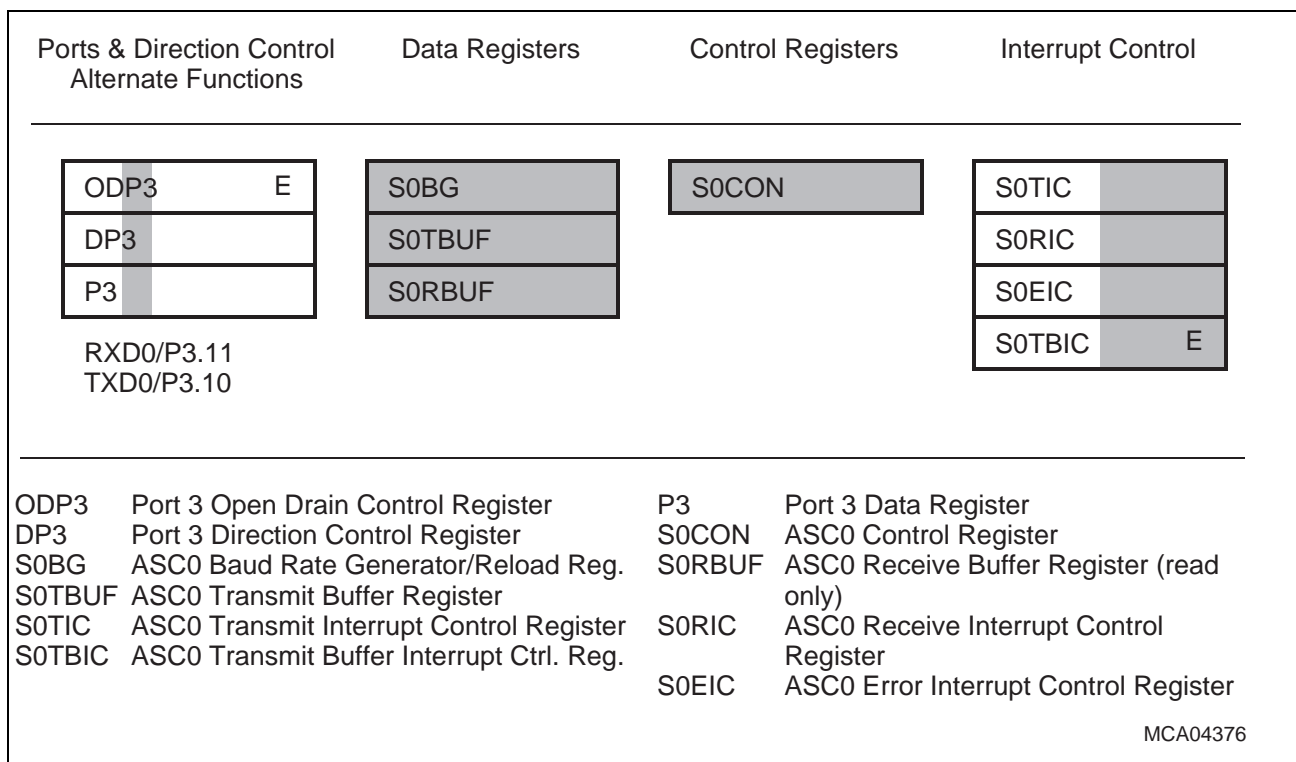 Ports & Direction Control
Alternate Functions
Data Registers
Control Registers
Interrupt Control
ODP3 E
DP3
P3
RXD0/P3.11
TXD0/P3.10
S0BG
S0TBUF
S0RBUF
S0CON
S0TIC
S0RIC
S0EIC
S0TBIC E
ODP3 Port 3 Open Drain Control Register
DP3 Port 3 Direction Control Register
S0BG ASC0 Baud Rate Generator/Reload Reg.
S0TBUF ASC0 Transmit Buffer Register
S0TIC ASC0 Transmit Interrupt Control Register
S0TBIC ASC0 Transmit Buffer Interrupt Ctrl. Reg.
P3 Port 3 Data Register
S0CON ASC0 Control Register
S0RBUF ASC0 Receive Buffer Register (read
only)
S0RIC ASC0 Receive Interrupt Control
Register
S0EIC ASC0 Error Interrupt Control Register
MCA04376